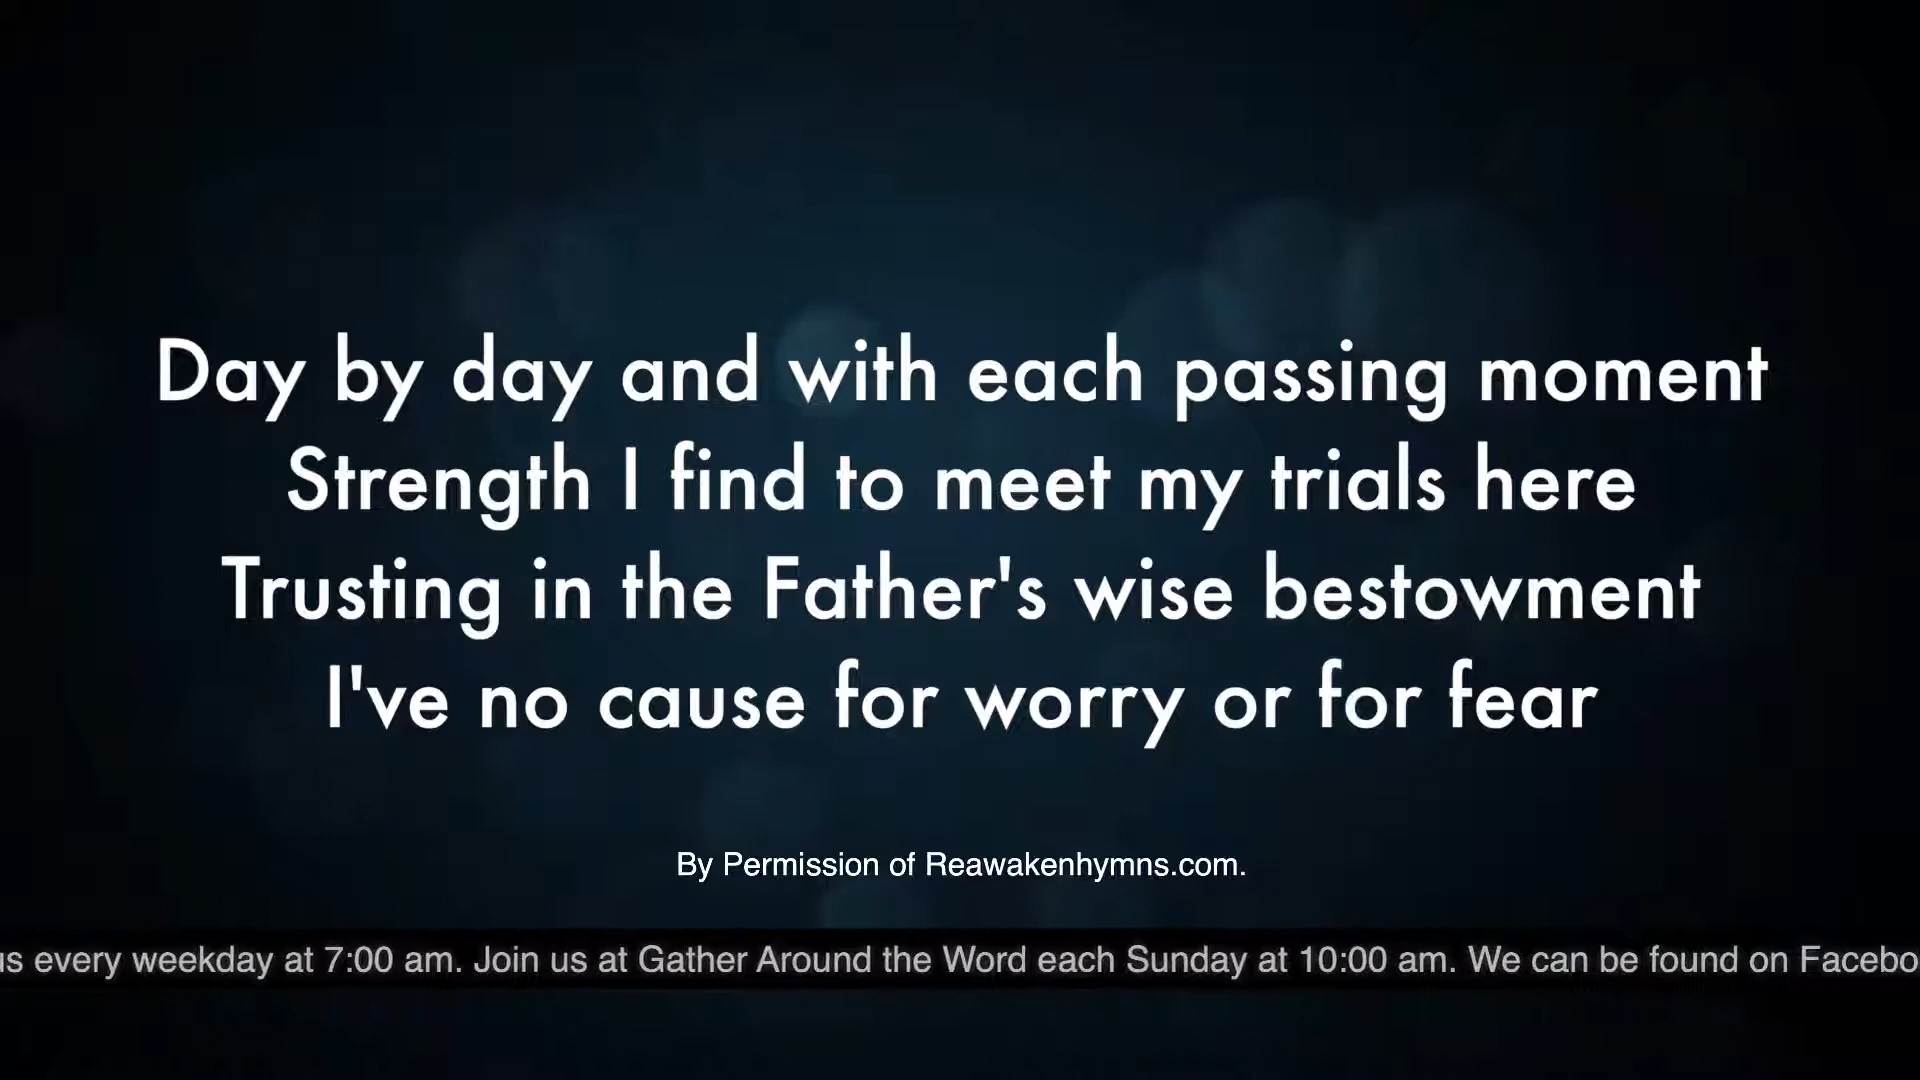 Day by day and with each passing moment
Strength I find to meet my trials here
Trusting in the Father's wise bestowment
I've no cause for worry or for fear
By Permission of Reawakenhymns.com.
us every weekday at 7:00 am. Join us at Gather Around the Word each Sunday at 10:00 am. We can be found on Facebo